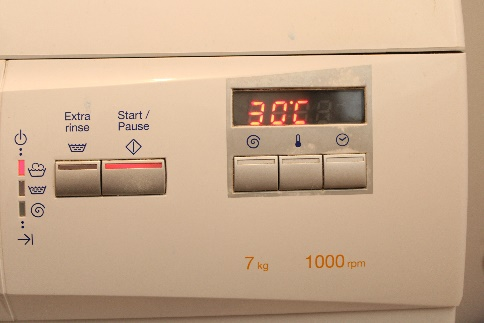 30°C
Extra
rinse
Start /
Pause
7 kg
1000 rpm